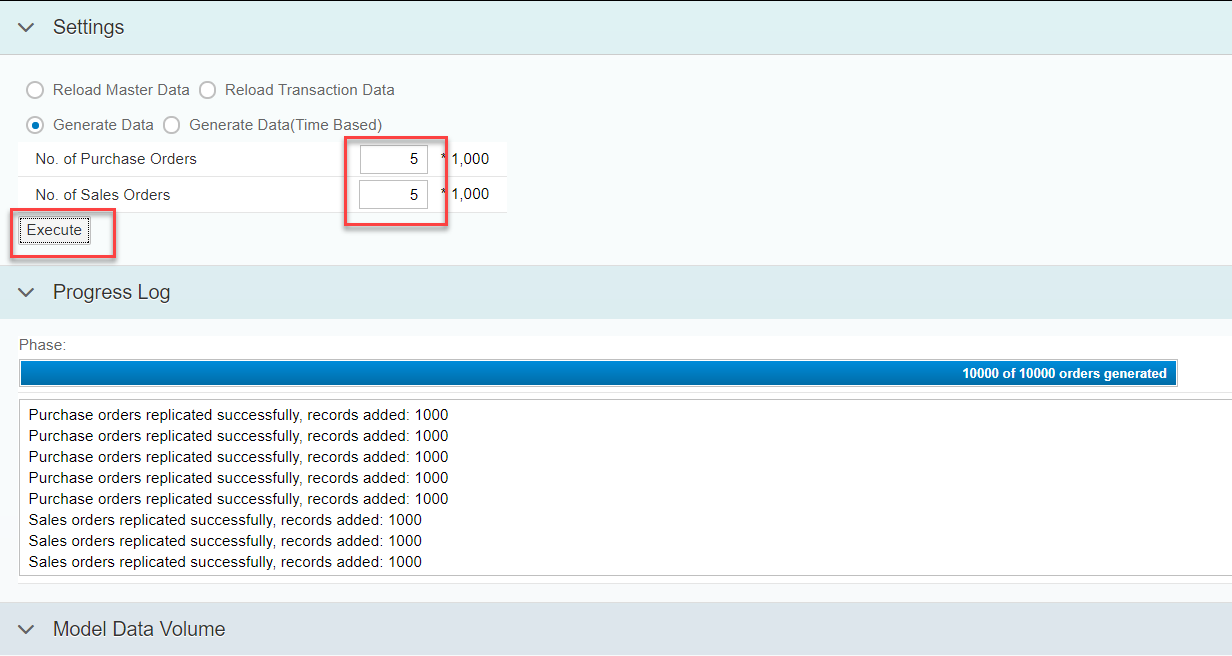 Settings
Reload Master Data Reload Transaction Data
Generate Data Generate Data(Time Based)
No. of Purchase Orders 5 * 1,000
No. of Sales Orders 5 * 1,000
Execute
Progress Log
Phase:
10000 of 10000 orders generated
Purchase orders replicated successfully, records added: 1000
Purchase orders replicated successfully, records added: 1000
Purchase orders replicated successfully, records added: 1000
Purchase orders replicated successfully, records added: 1000
Purchase orders replicated successfully, records added: 1000
Sales orders replicated successfully, records added: 1000
Sales orders replicated successfully, records added: 1000
Sales orders replicated successfully, records added: 1000
Model Data Volume